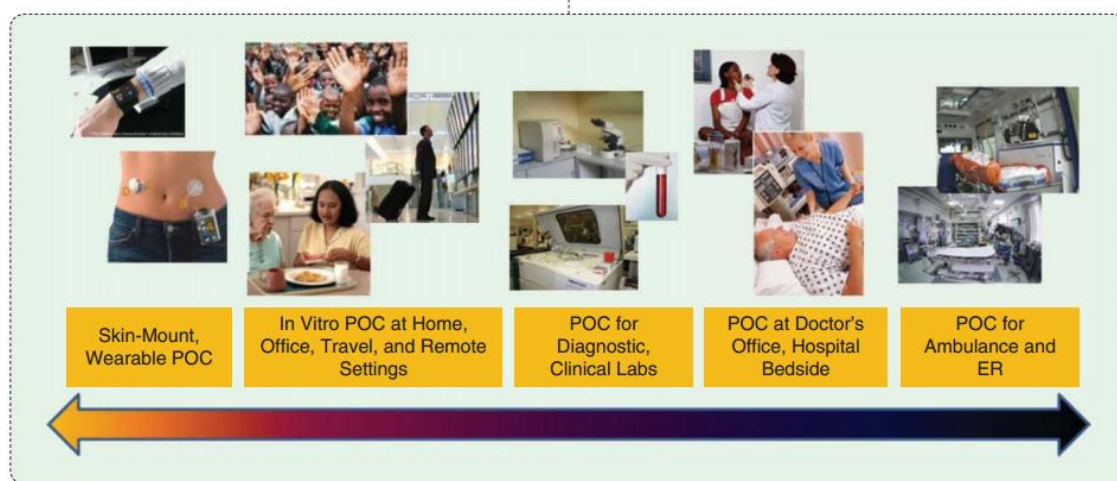 Skin-Mount,
Wearable POC
In Vitro POC at Home,
Office, Travel, and Remote
Settings
POC for
Diagnostic,
Clinical Labs
POC at Doctor's
Office, Hospital
Bedside
POC for
Ambulance and
ER